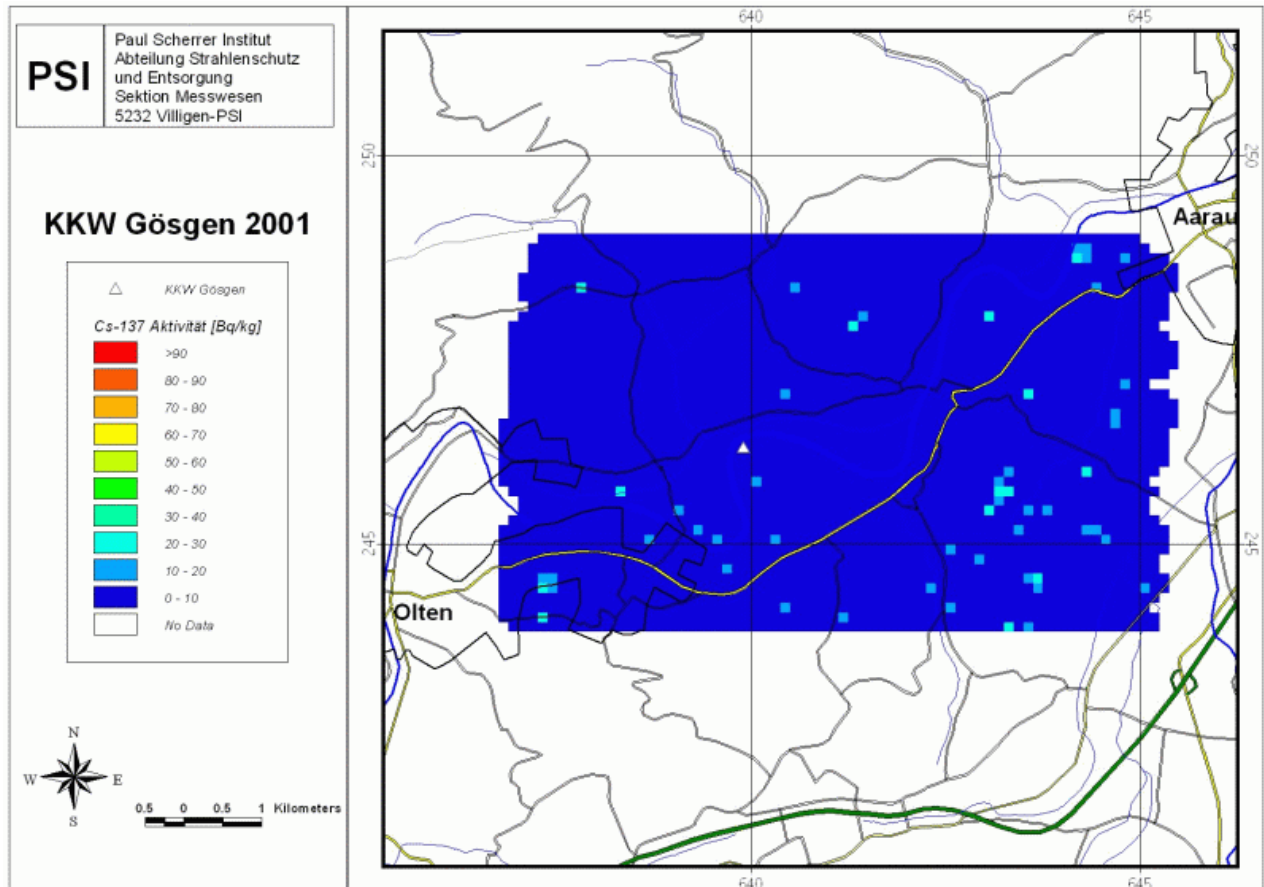 PSI
Paul Scherrer Institut
Abteilung Strahlenschutz
und Entsorgung
Sektion Messwesen
5232 Villigen-PSI
KKW Gösgen 2001
KKW Gösgen
Cs-137 Aktivität [Bq/kg]
>90
80 - 90
70 - 80
60 - 70
50 - 60
40 - 50
30 - 40
20 - 30
10 - 20
0 - 10
No Data
N
W
E
S
0.5 0 0.5 1 Kilometers
640
645
250
250
Aarau
245
245
Olten
640
645